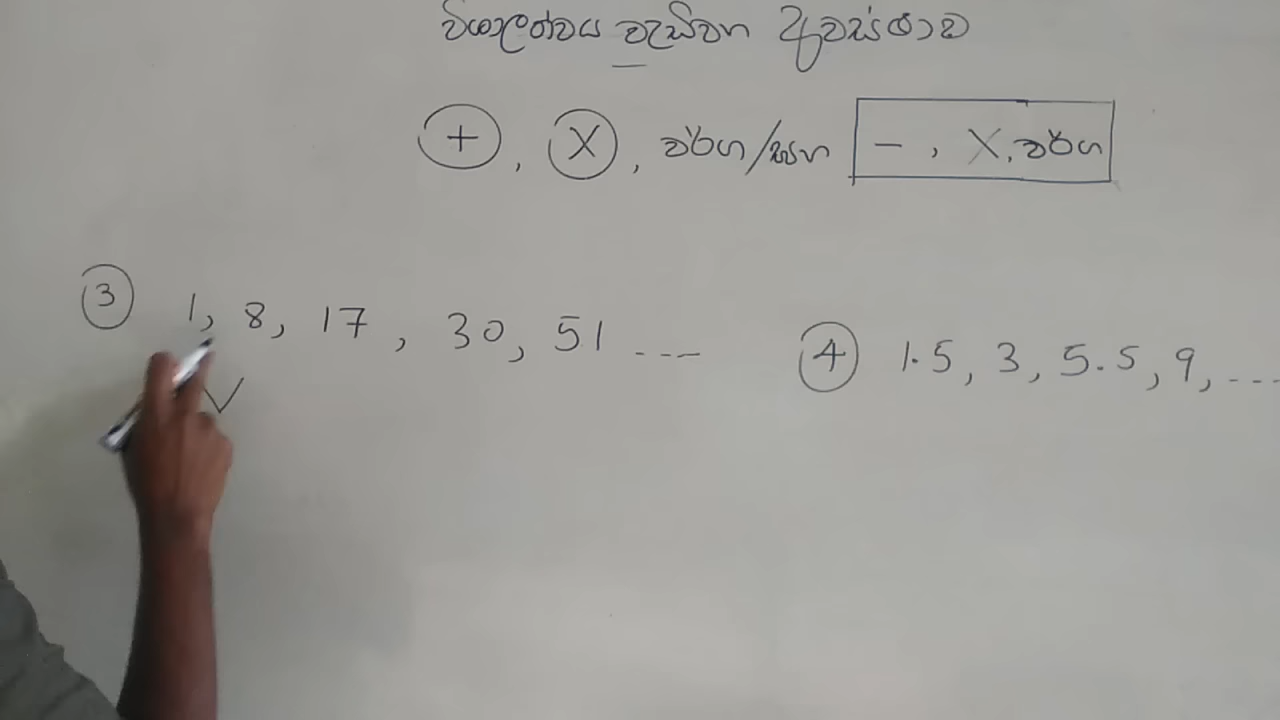 විශාලත්වය වැඩිවන අවස්ථාව
+, X, වර්ග/ඝන - , X, වර්ග
3 1, 8, 17, 30, 51 ---
4 1.5, 3, 5.5, 9, ---